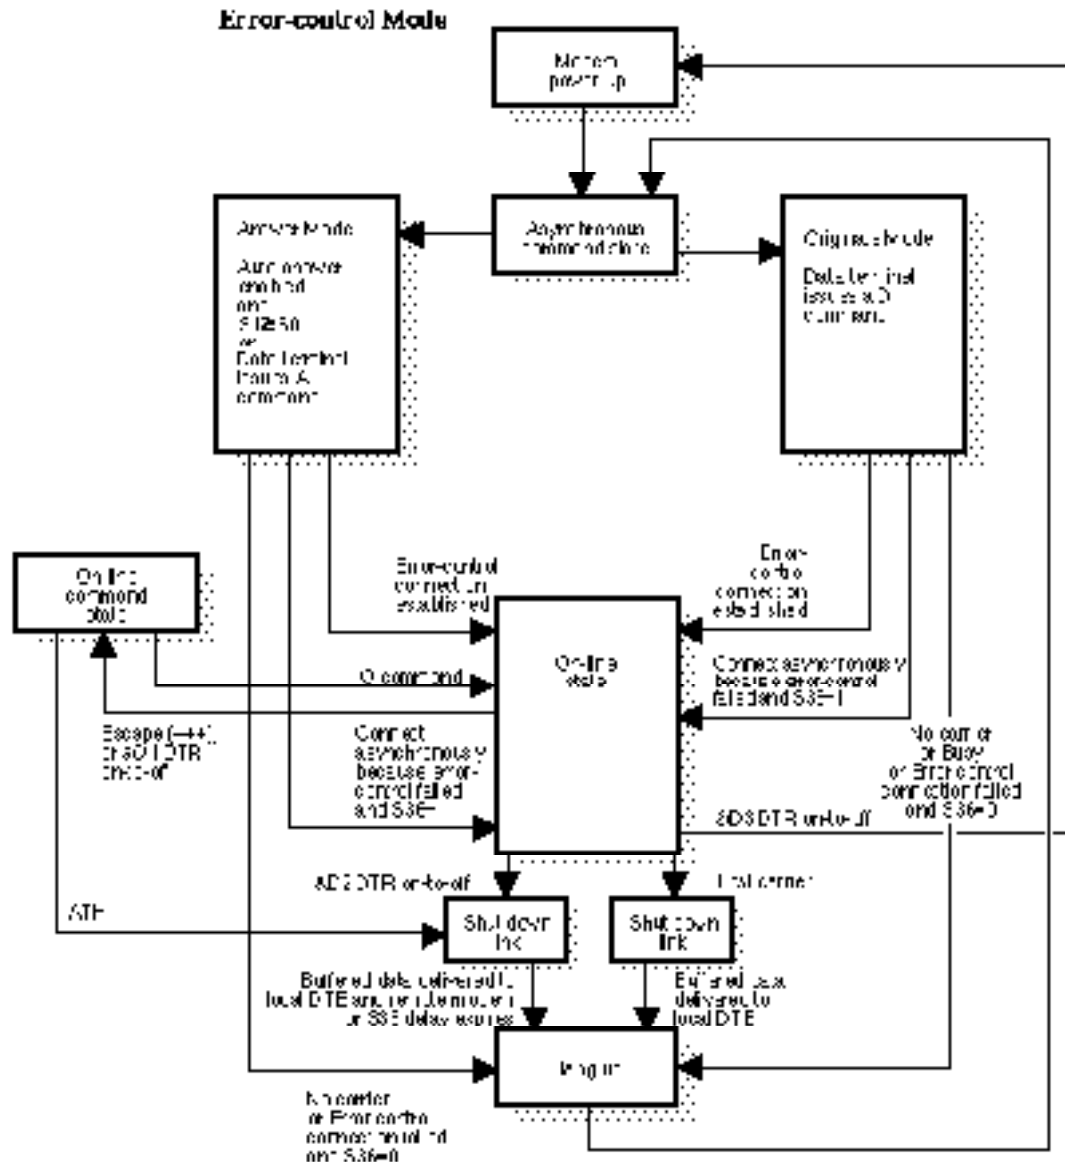 Error-control Mode
Modem
power up
Asynchronous
command state
Answer Mode
Auto answer
enabled
and
or
Data terminal
issues A
command
Originate Mode
Data terminal
issues a D
command
On-line
command
state
Error-control
connection
established
Error-
control
connection
established
On-line
state
O command
Connect asynchronously
because error-control
failed and S36=1
Escape (+++)
or &D1 DTR
on-to-off
Connect
asynchronously
because error-
control failed
and
No carrier
or Busy
or Error control
connection failed
and S36=0
&D3 DTR on-to-off
&D2 DTR on-to-off
Lost carrier
ATH
Shut down
link
Shut down
link
Buffered data delivered to
local DTE and remote modem
or S38 delay expires
Buffered data
delivered to
local DTE
Hang up
No carrier
or Error control
connection failed
and S36=0